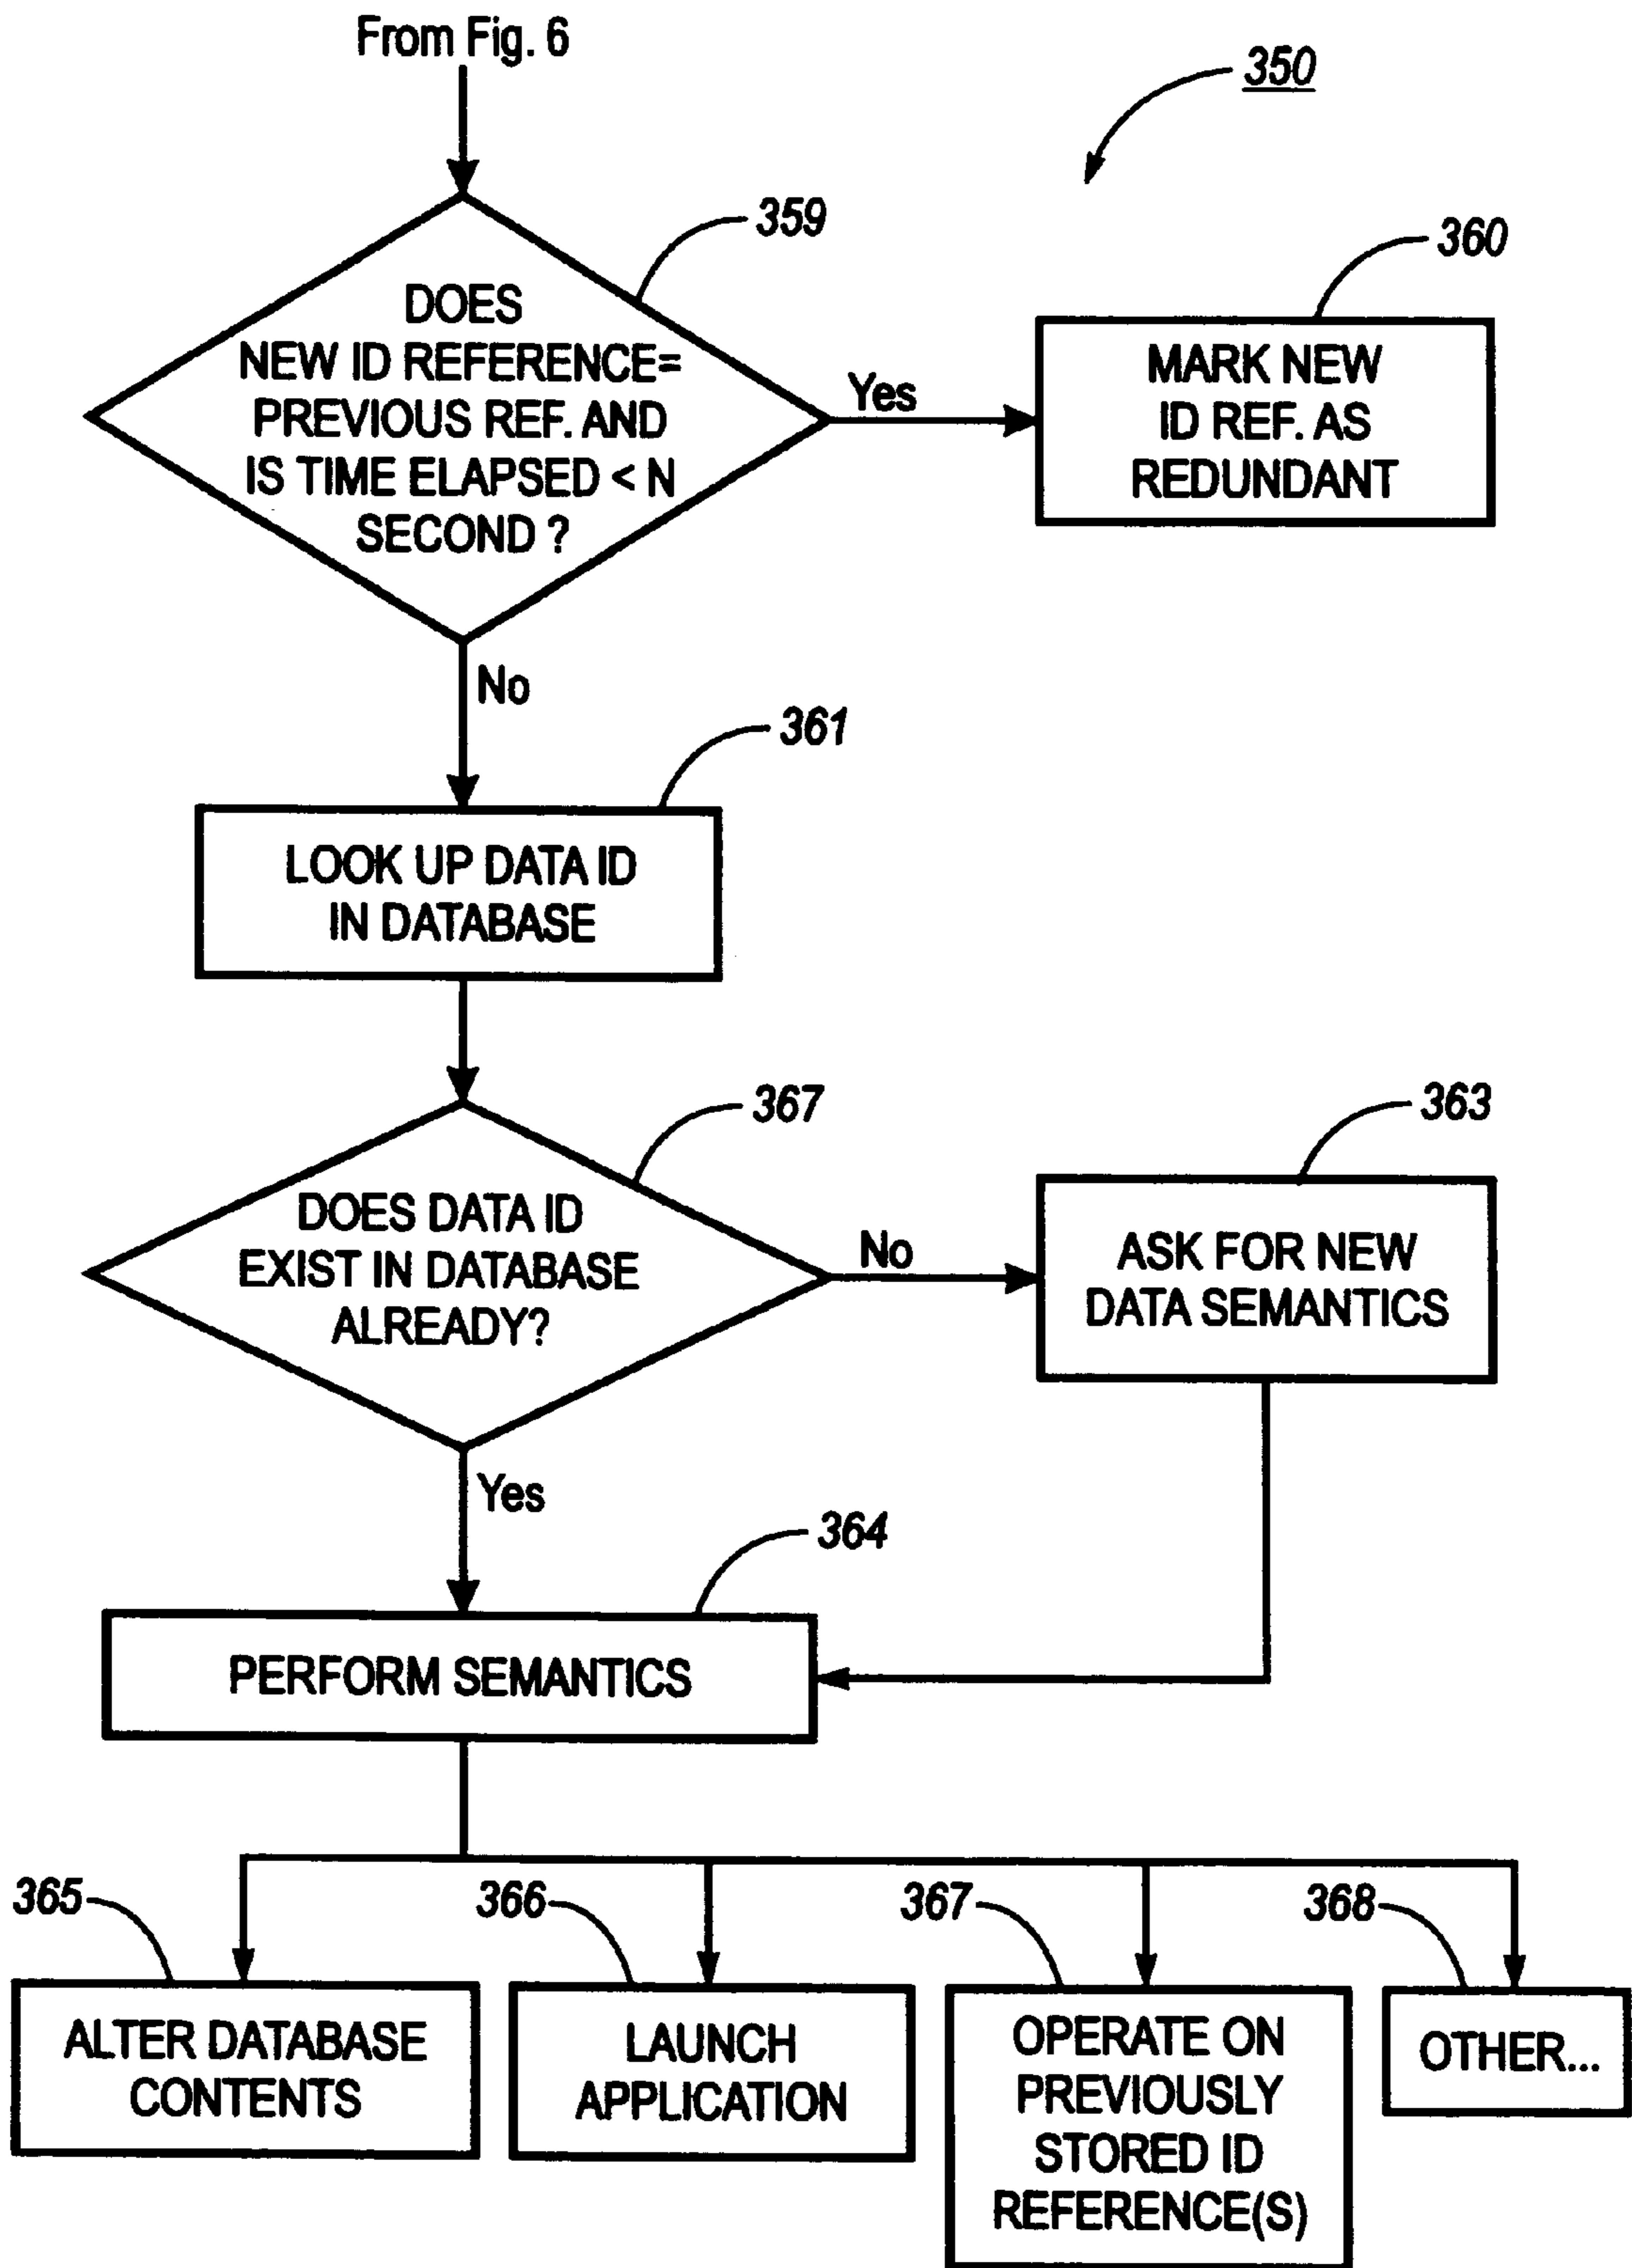 From Fig. 6
350
359
DOES
NEW ID REFERENCE=
PREVIOUS REF. AND
IS TIME ELAPSED < N
SECOND ?
Yes
360
MARK NEW
ID REF. AS
REDUNDANT
No
361
LOOK UP DATA ID
IN DATABASE
367
DOES DATA ID
EXIST IN DATABASE
ALREADY?
No
363
ASK FOR NEW
DATA SEMANTICS
Yes
364
PERFORM SEMANTICS
365
ALTER DATABASE
CONTENTS
366
LAUNCH
APPLICATION
367
OPERATE ON
PREVIOUSLY
STORED ID
REFERENCE(S)
368
OTHER...